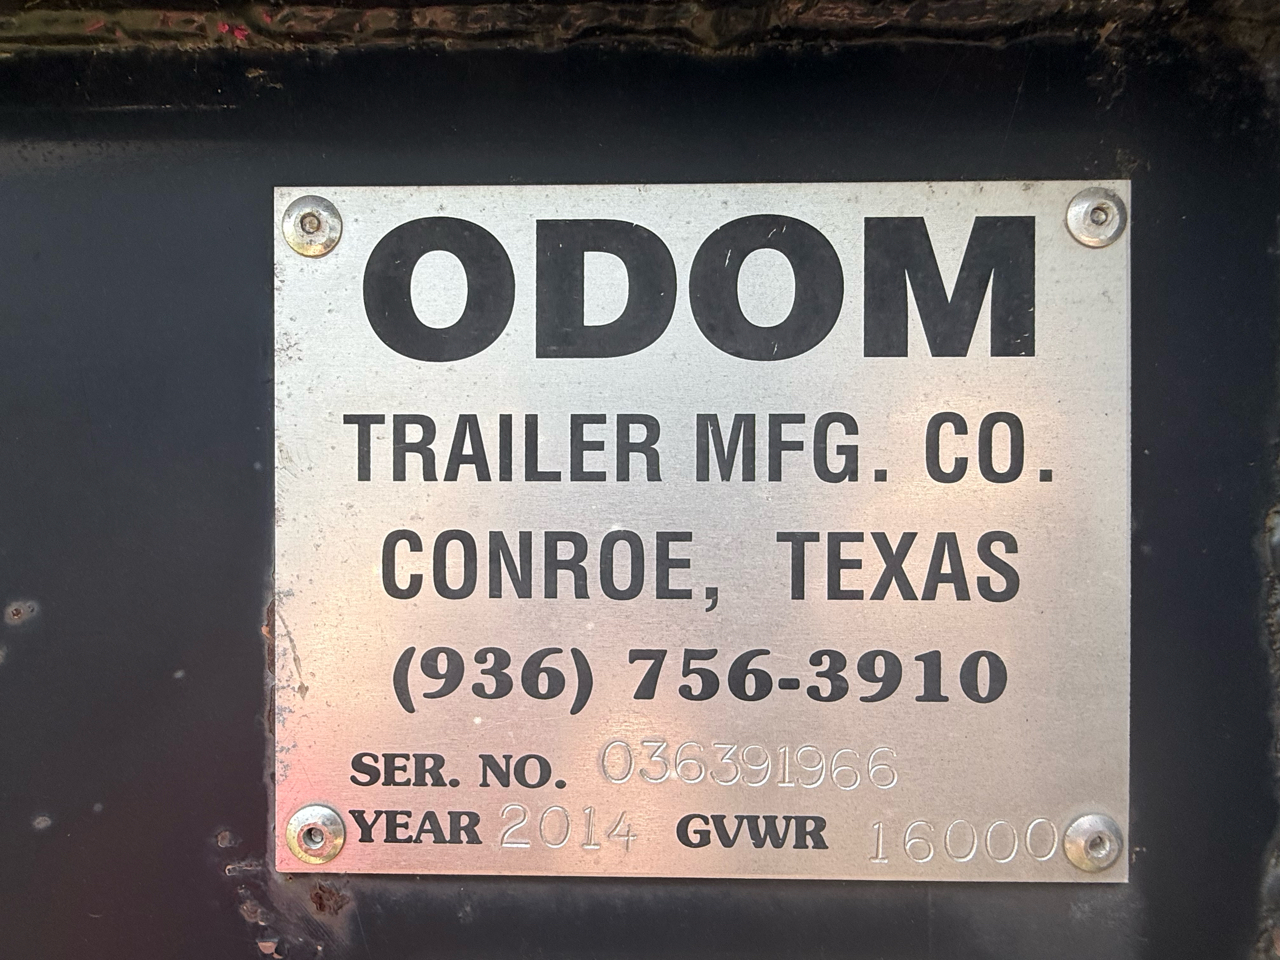 ODOM
TRAILER MFG. CO.
CONROE, TEXAS
(936) 756-3910
SER. NO. 036391966
YEAR 2014 GVWR 16000